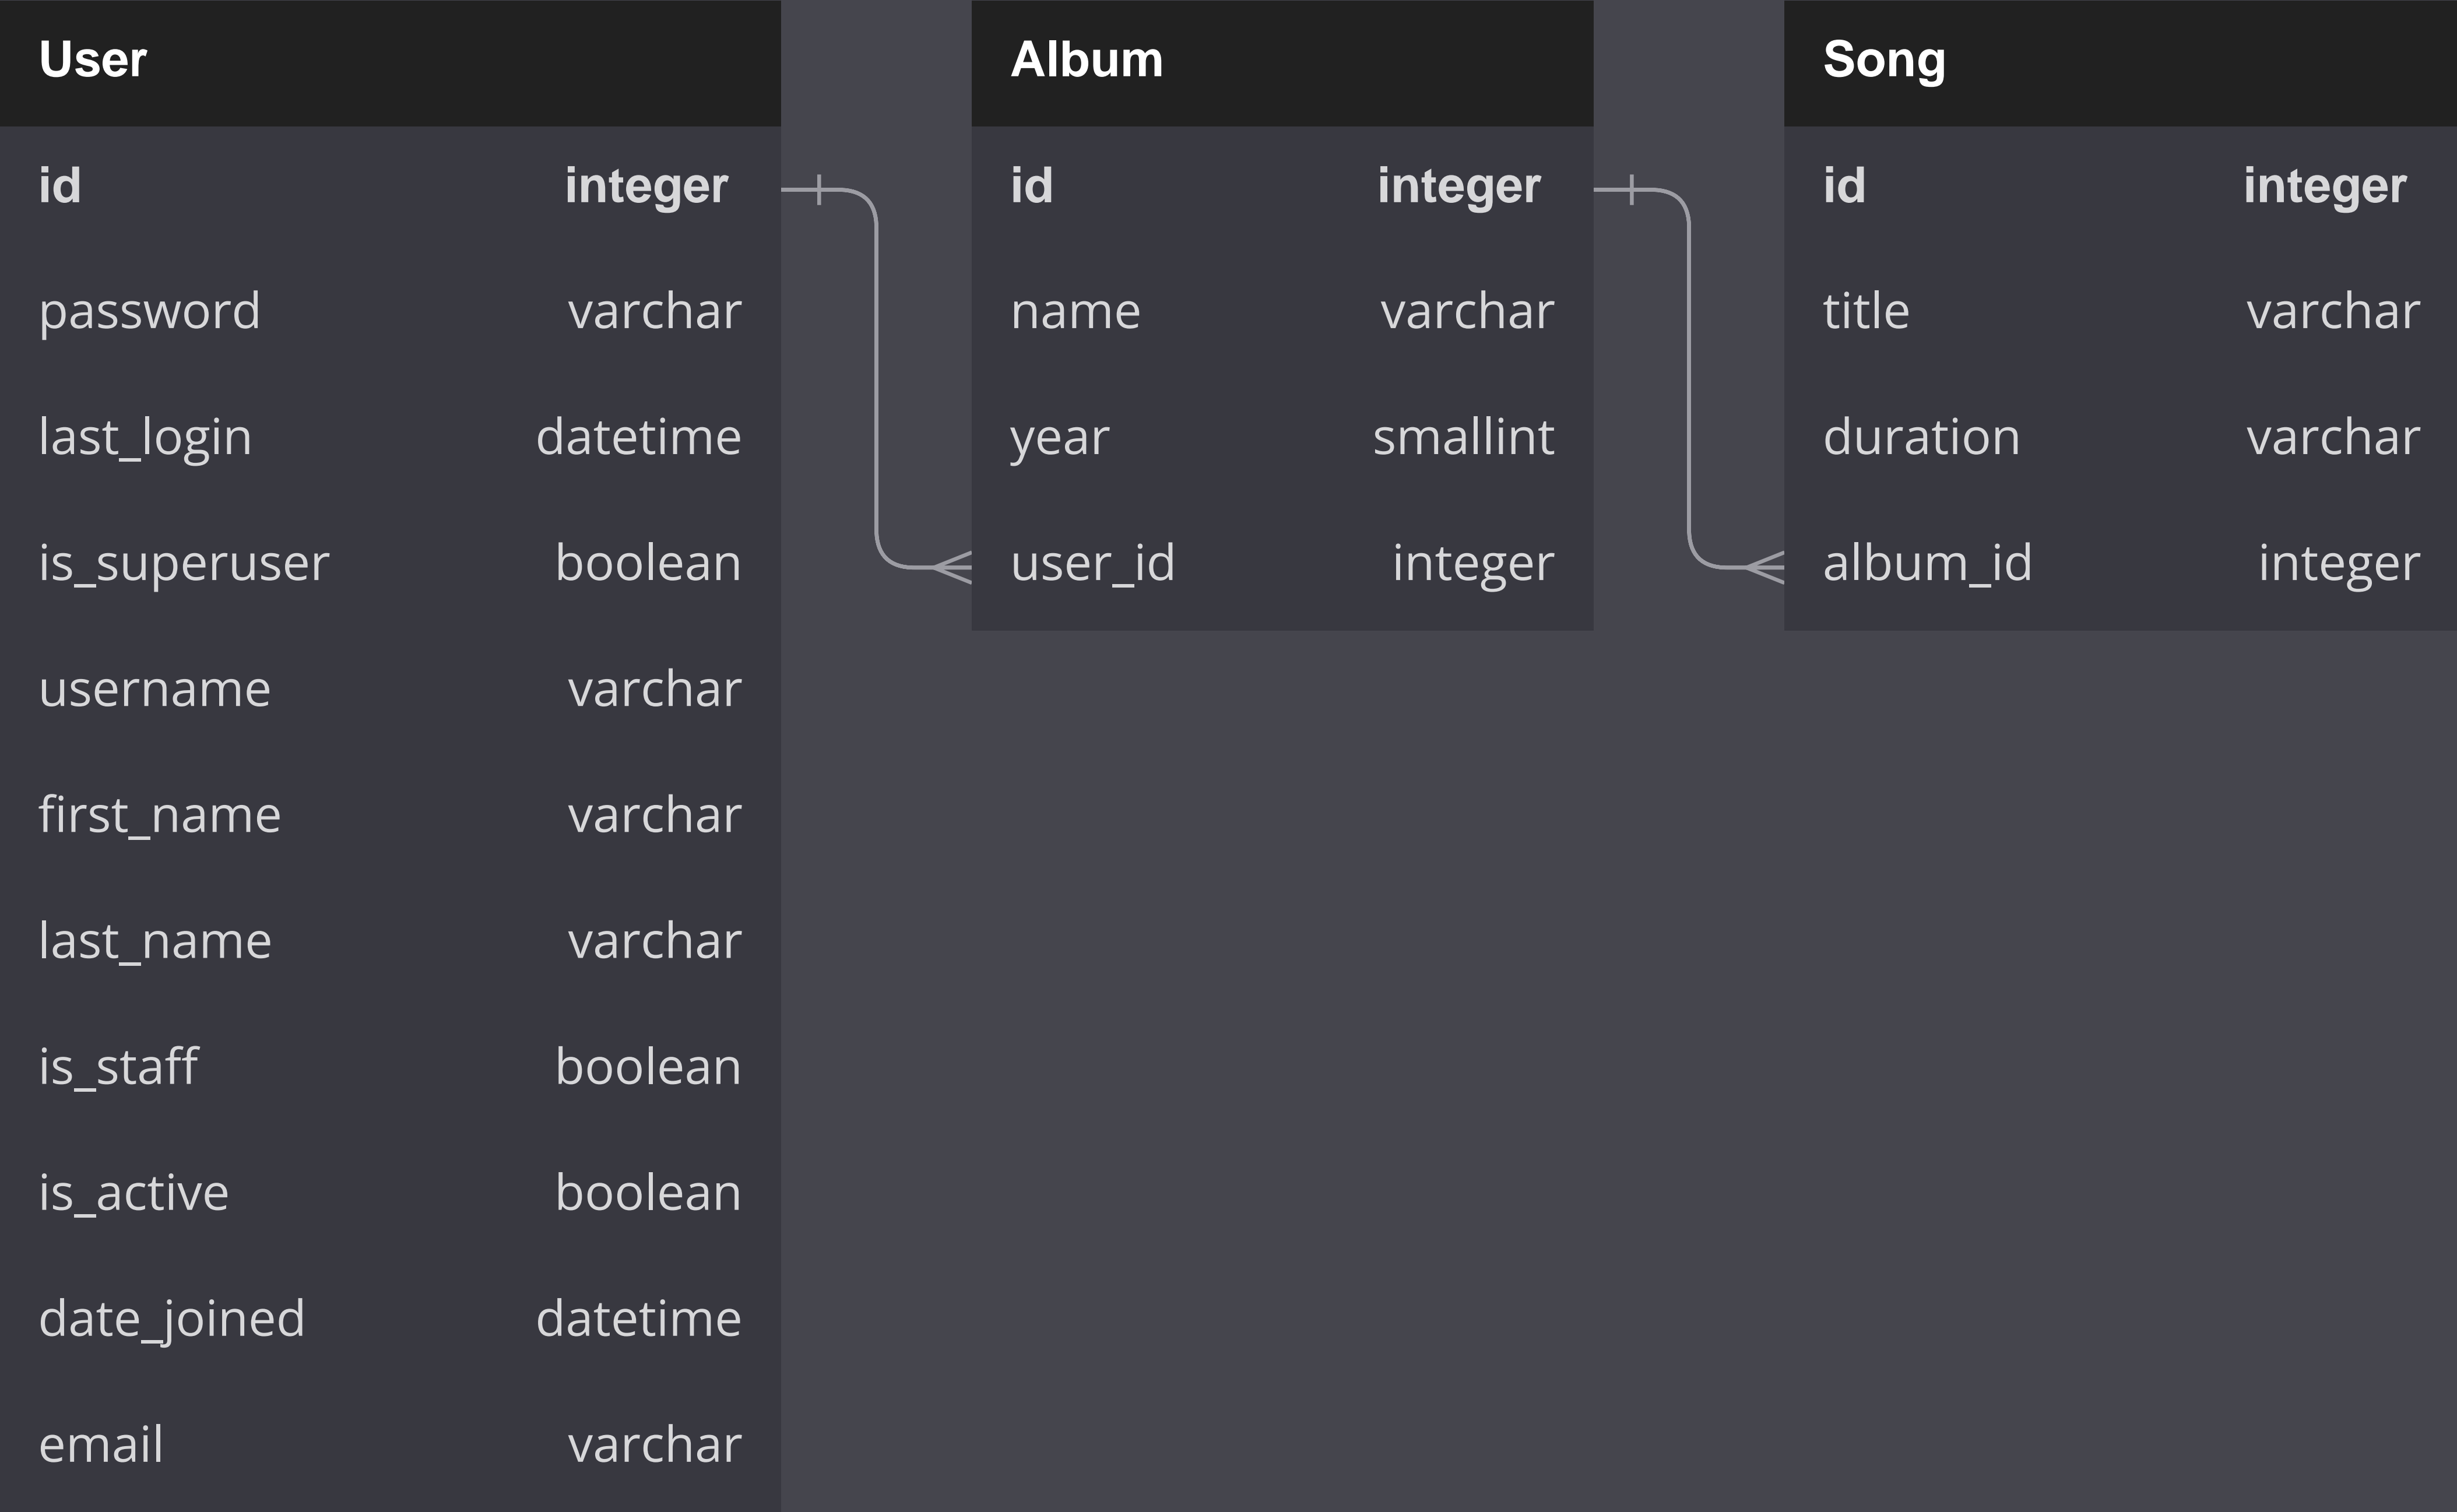 User
id integer
password varchar
last_login datetime
is_superuser boolean
username varchar
first_name varchar
last_name varchar
is_staff boolean
is_active boolean
date_joined datetime
email varchar
Album
id integer
name varchar
year smallint
user_id integer
Song
id integer
title varchar
duration varchar
album_id integer